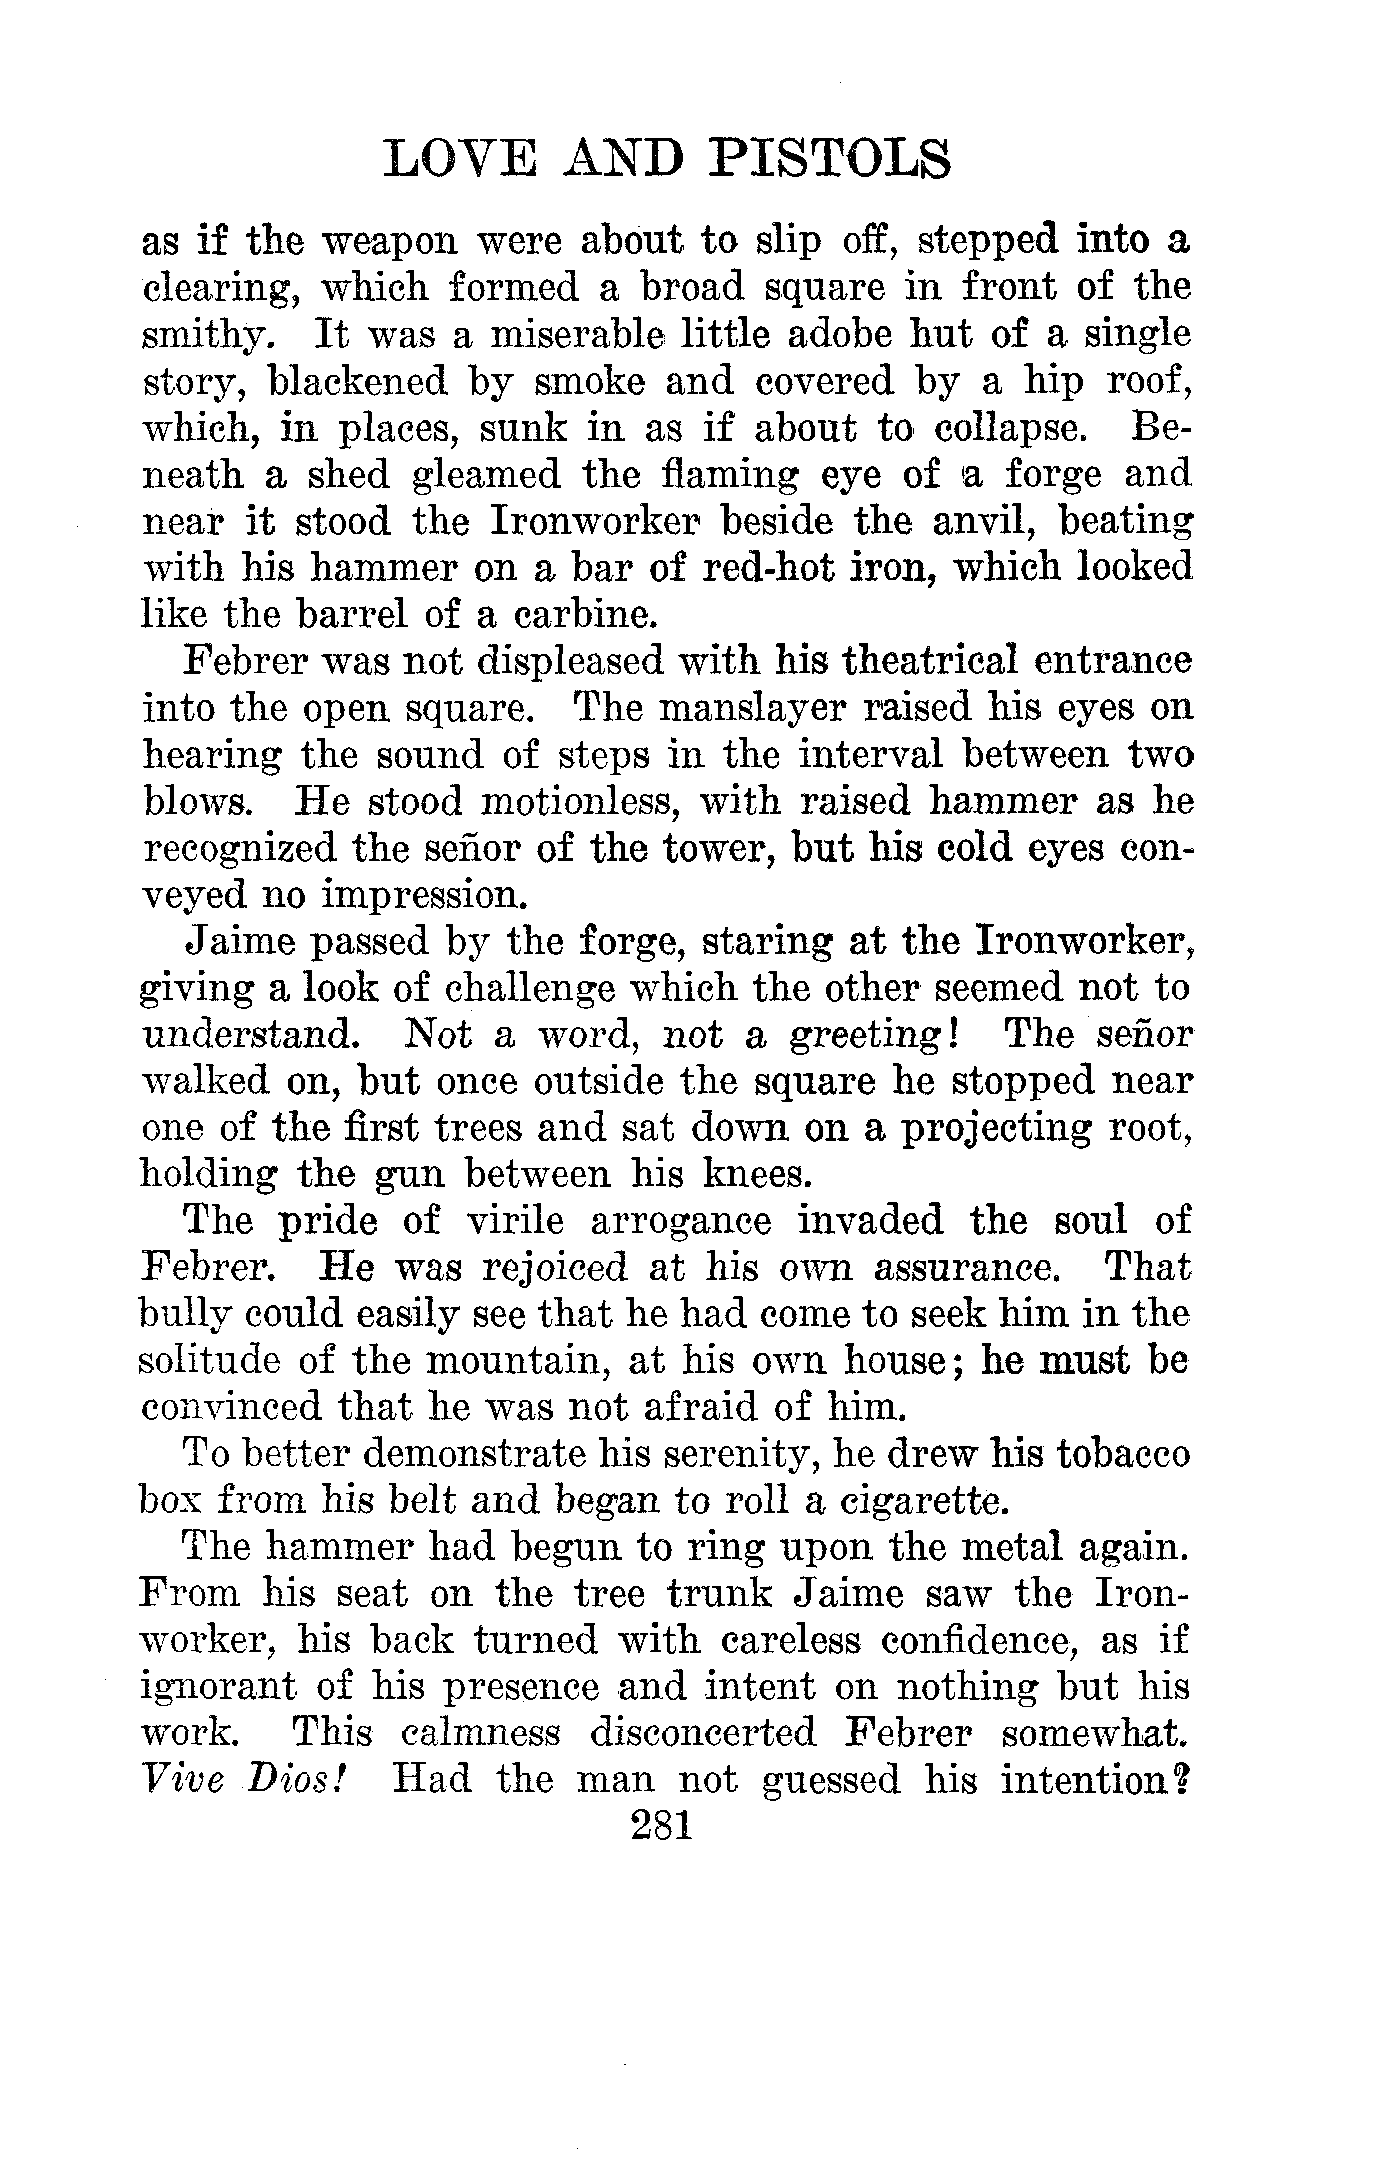 LOVE AND PISTOLS
as if the weapon were about to slip off, stepped into a
clearing, which formed a broad square in front of the
smithy. It was a miserable little adobe hut of a single
story, blackened by smoke and covered by a hip roof,
which, in places, sunk in as if about to collapse. Be-
neath a shed gleamed the flaming eye of a forge and
near it stood the Ironworker beside the anvil, beating
with his hammer on a bar of red-hot iron, which looked
like the barrel of a carbine.
Febrer was not displeased with his theatrical entrance
into the open square. The manslayer raised his eyes on
hearing the sound of steps in the interval between two
blows. He stood motionless, with raised hammer as he
recognized the señor of the tower, but his cold eyes con-
veyed no impression.
Jaime passed by the forge, staring at the Ironworker,
giving a look of challenge which the other seemed not to
understand. Not a word, not a greeting! The señor
walked on, but once outside the square he stopped near
one of the first trees and sat down on a projecting root,
holding the gun between his knees.
The pride of virile arrogance invaded the soul of
Febrer. He was rejoiced at his own assurance. That
bully could easily see that he had come to seek him in the
solitude of the mountain, at his own house; he must be
convinced that he was not afraid of him.
To better demonstrate his serenity, he drew his tobacco
box from his belt and began to roll a cigarette.
The hammer had begun to ring upon the metal again.
From his seat on the tree trunk Jaime saw the Iron-
worker, his back turned with careless confidence, as if
ignorant of his presence and intent on nothing but his
work. This calmness disconcerted Febrer somewhat.
Vive Dios! Had the man not guessed his intention?
281